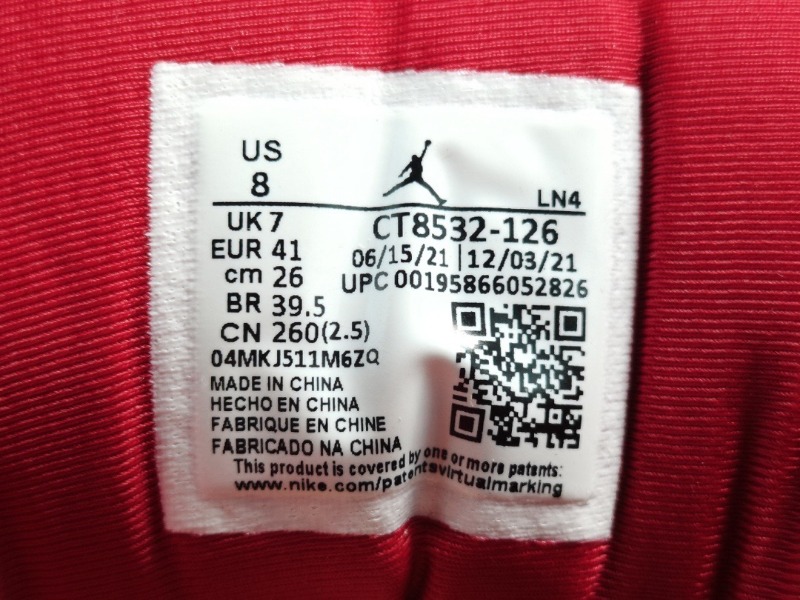 US
8
LN4
UK 7
CT8532-126
EUR 41
06/15/21 | 12/03/21
cm 26
UPC 00195866052826
BR 39.5
CN 260(2.5)
04MKJ511M6ZQ
MADE IN CHINA
HECHO EN CHINA
FABRIQUE EN CHINE
FABRICADO NA CHINA
This product is covered by one or more patents:
www.nike.com/patentsvirtualmarking